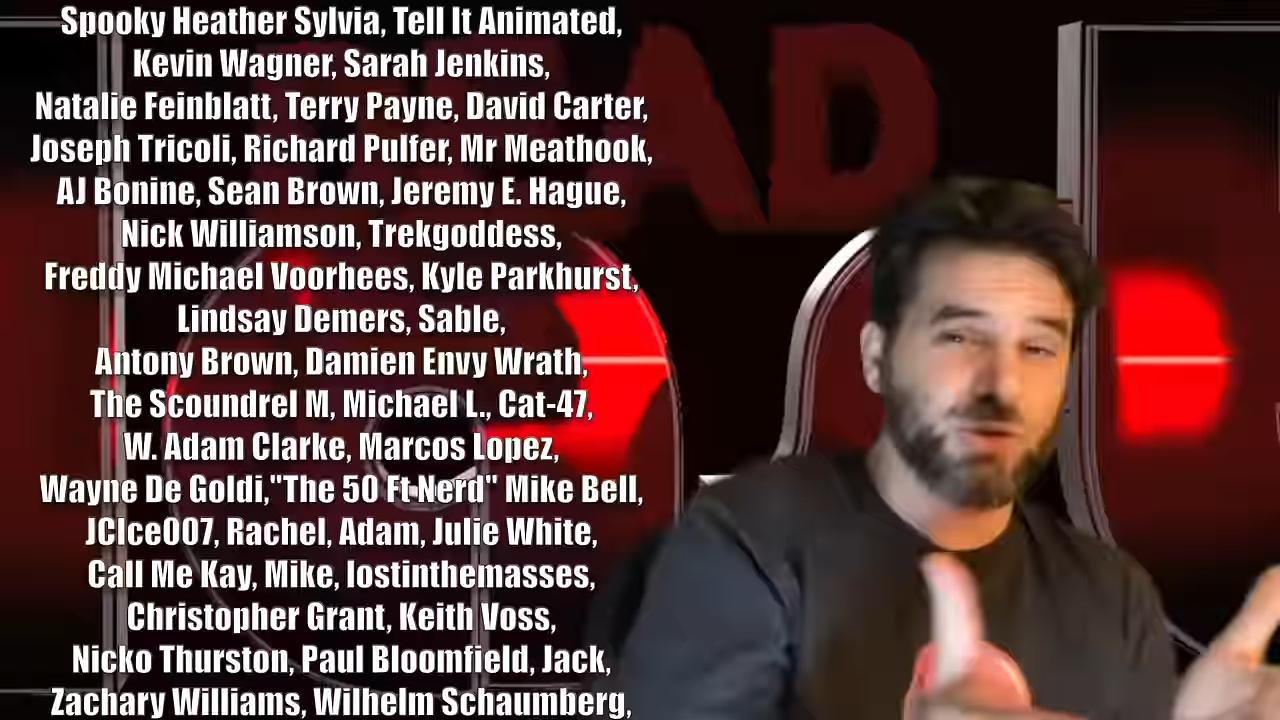 Spooky Heather Sylvia, Tell It Animated,
Kevin Wagner, Sarah Jenkins,
Natalie Feinblatt, Terry Payne, David Carter,
Joseph Tricoli, Richard Pulfer, Mr Meathook,
AJ Bonine, Sean Brown, Jeremy E. Hague,
Nick Williamson, Trekgoddess,
Freddy Michael Voorhees, Kyle Parkhurst,
Lindsay Demers, Sable,
Antony Brown, Damien Envy Wrath,
The Scoundrel M, Michael L., Cat-47,
W. Adam Clarke, Marcos Lopez,
Wayne De Goldi,"The 50 Ft Nerd" Mike Bell,
JCIce007, Rachel, Adam, Julie White,
Call Me Kay, Mike, lostinthemasses,
Christopher Grant, Keith Voss,
Nicko Thurston, Paul Bloomfield, Jack,
Zachary Williams, Wilhelm Schaumberg,